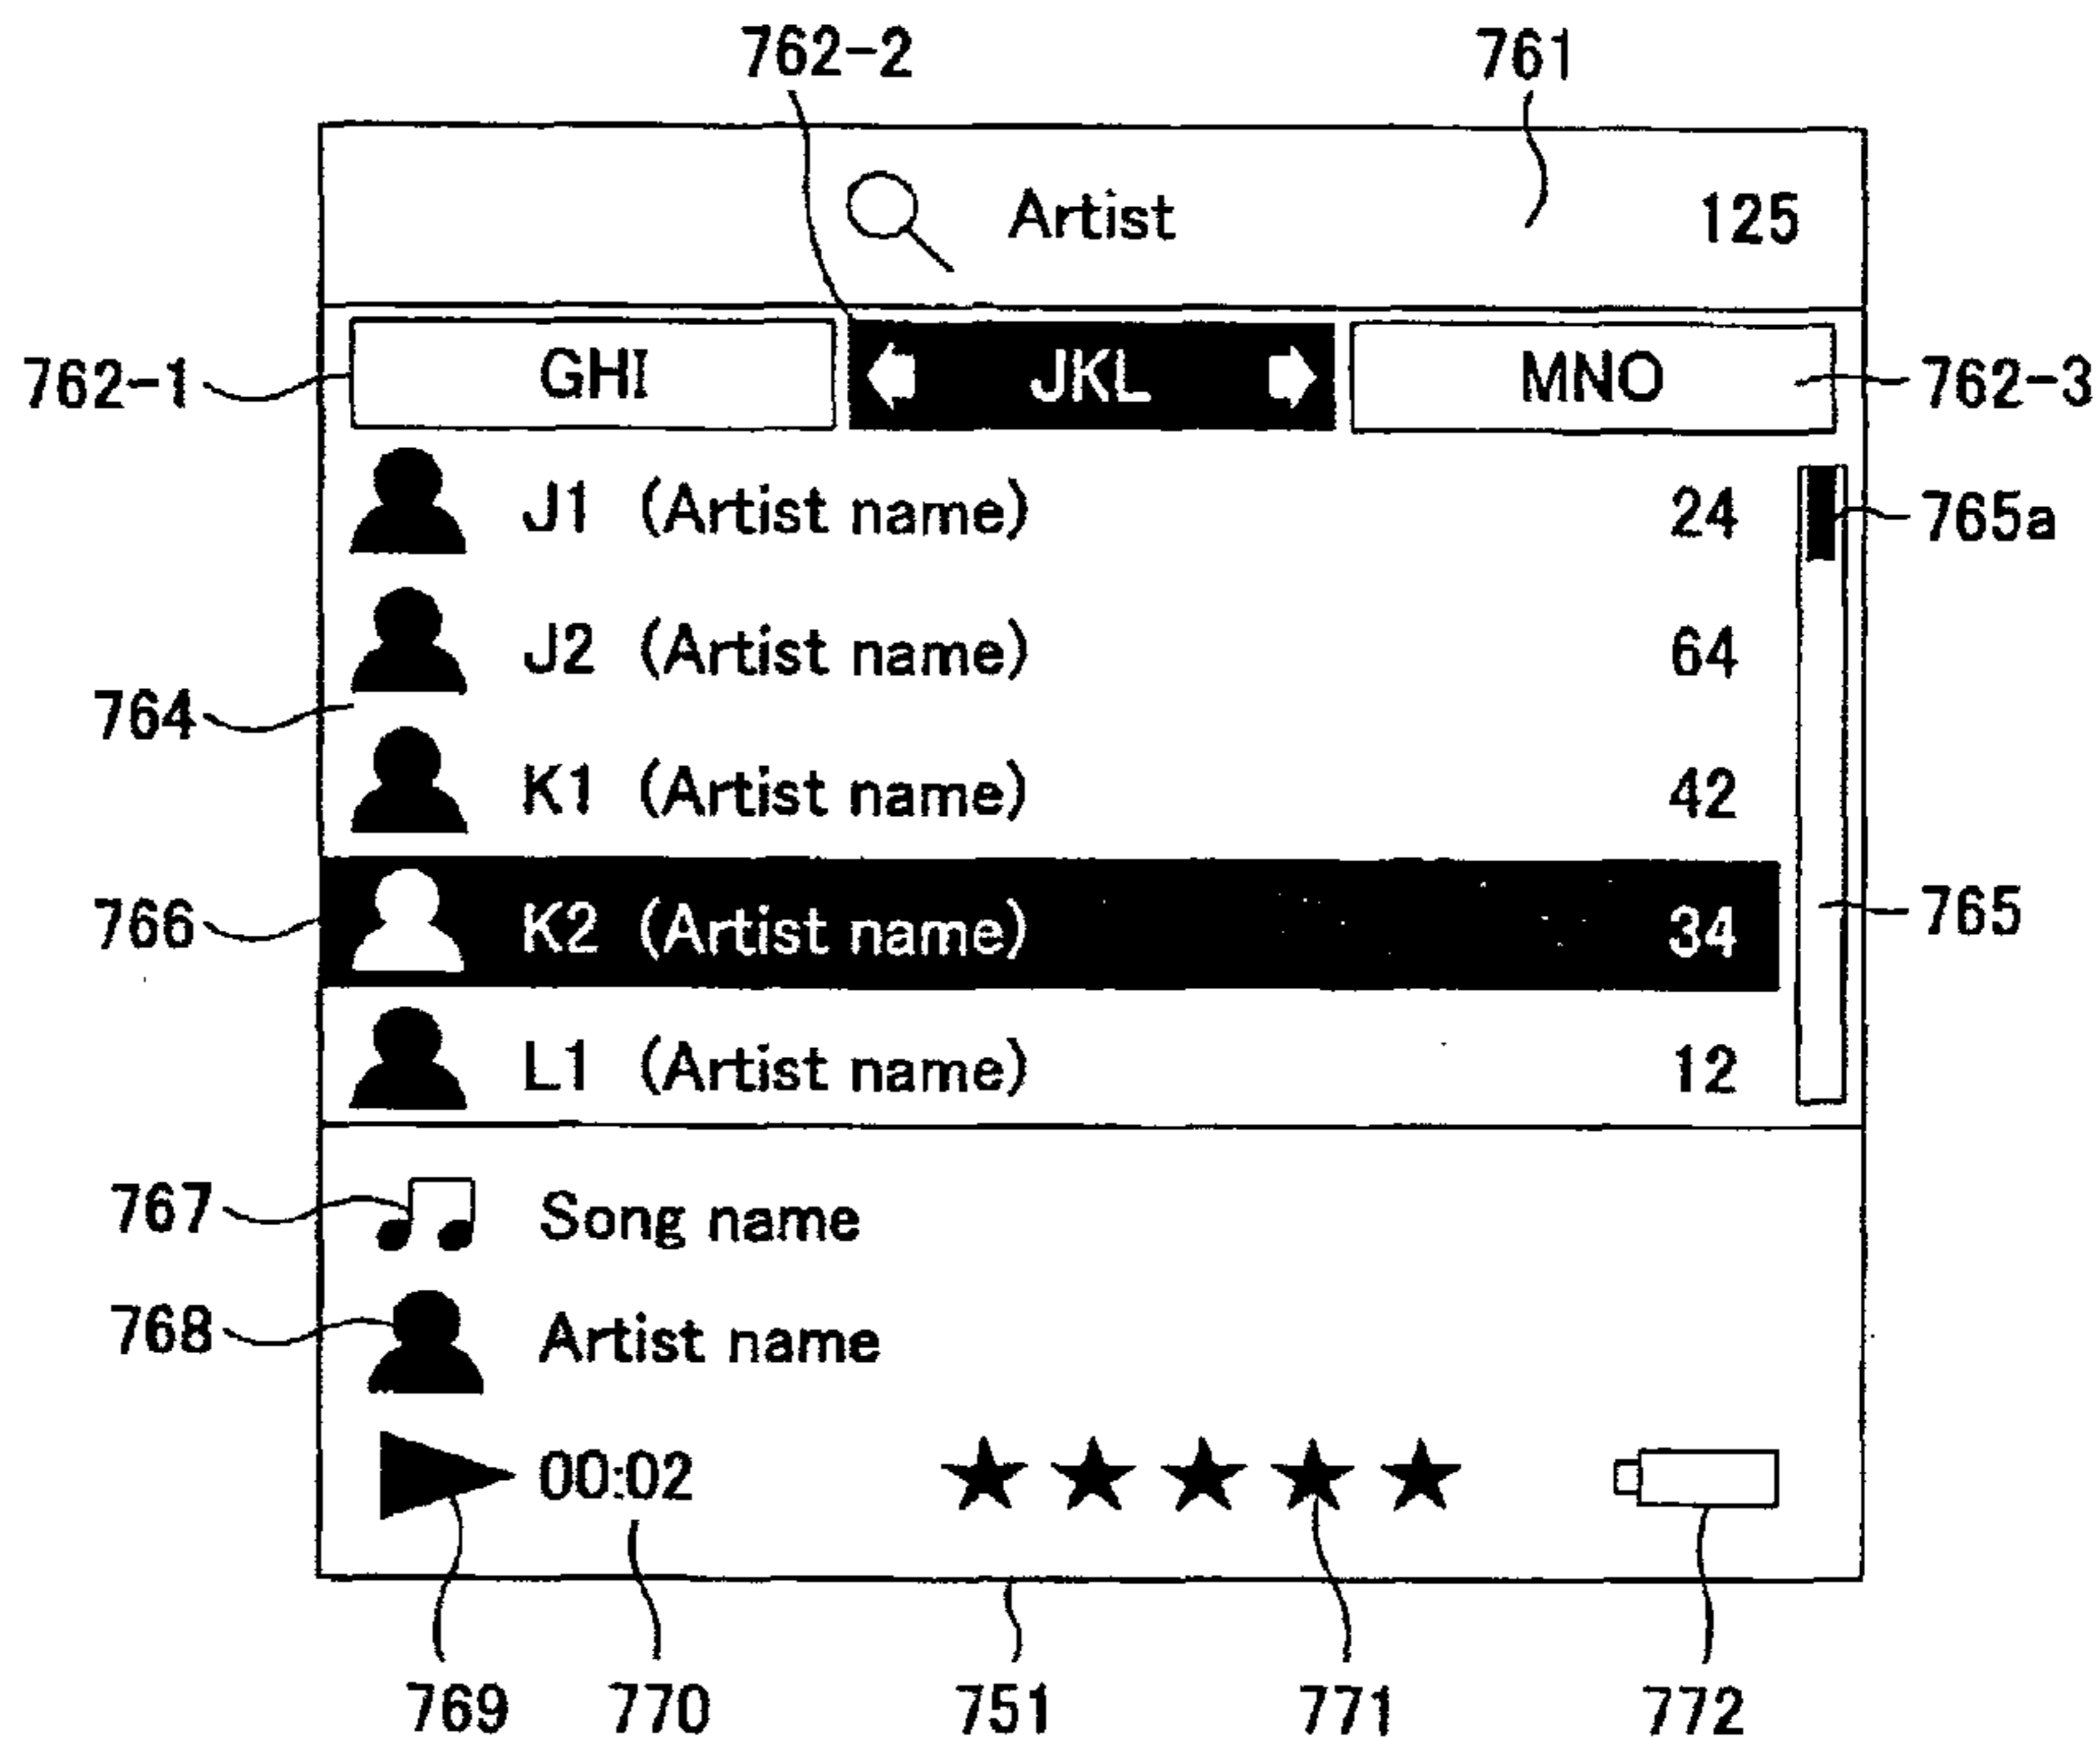 762-2 761
Artist 125
762-1 GHI JKL MNO 762-3
J1 (Artist name) 24 765a
J2 (Artist name) 64
764
K1 (Artist name) 42
766 K2 (Artist name) 34 765
L1 (Artist name) 12
767 Song name
768 Artist name
00:02
769 770 751 771 772